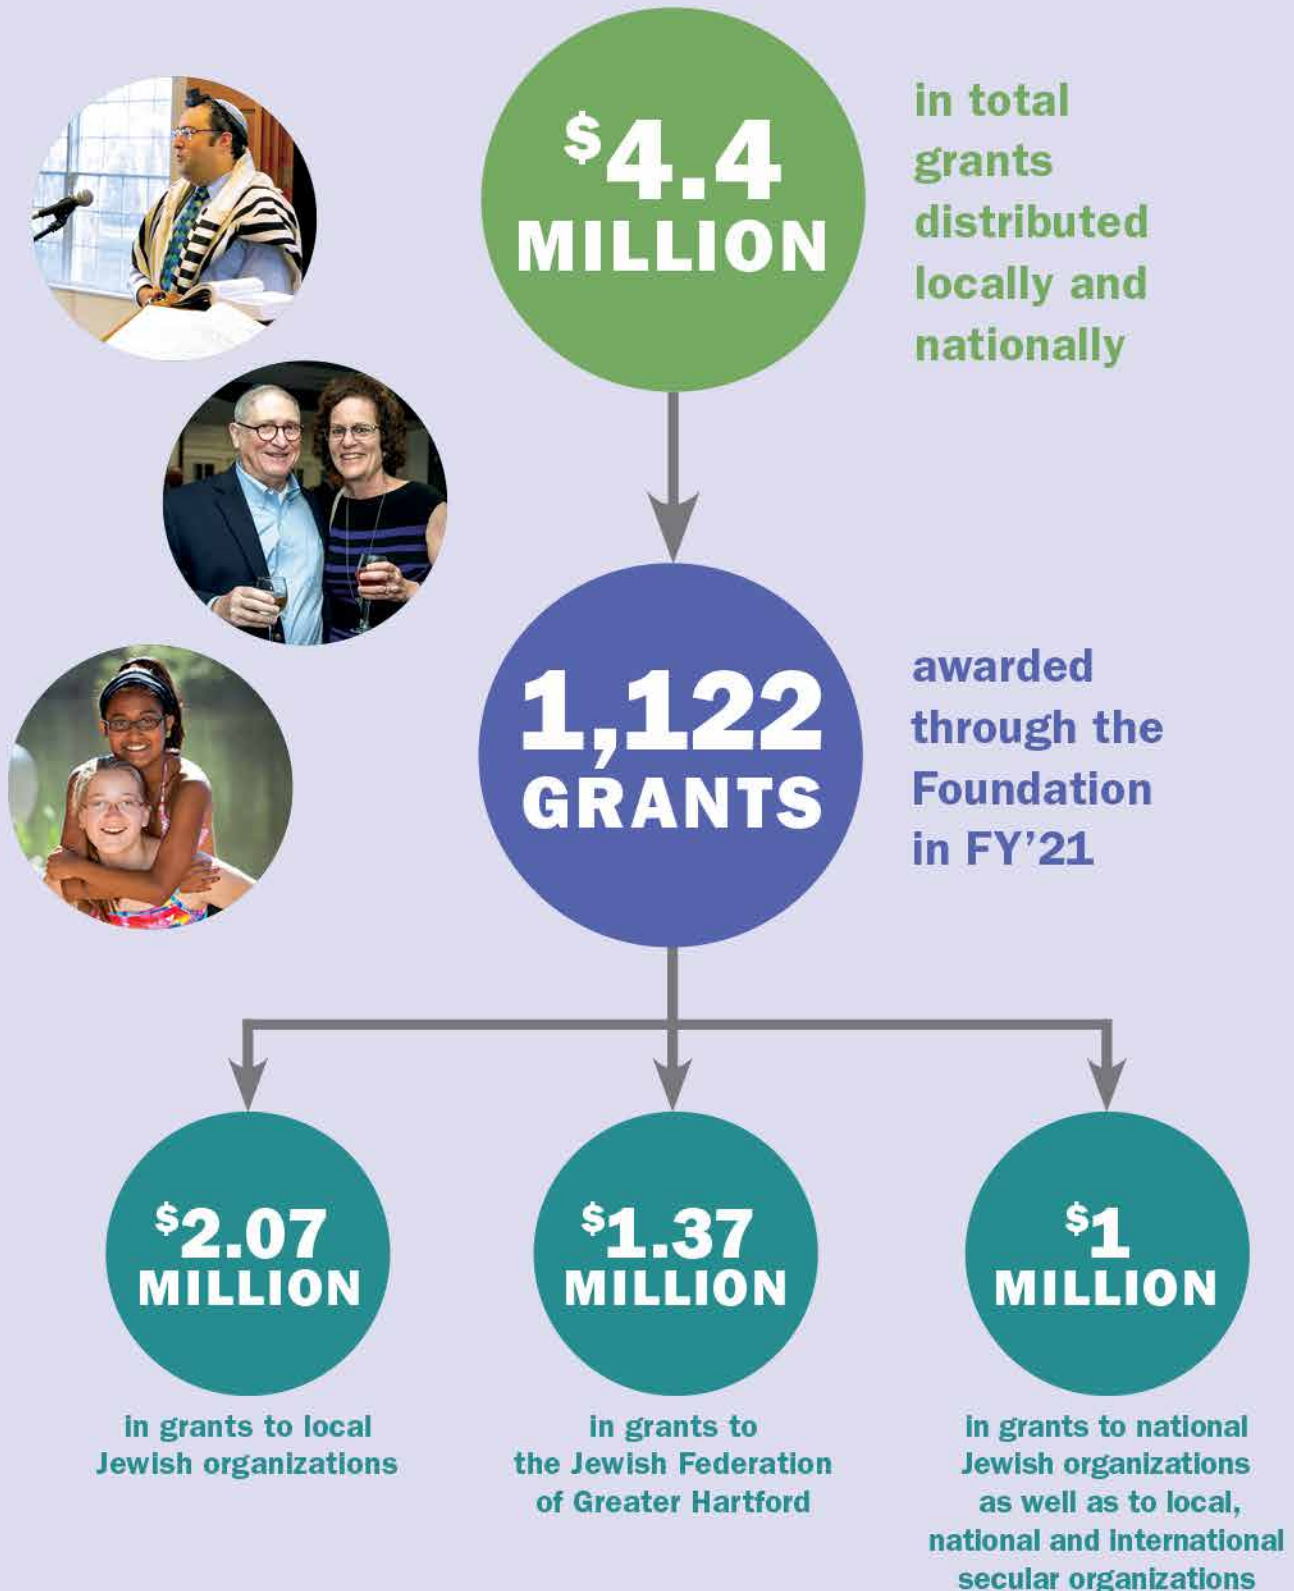 $4.4
MILLION
in total
grants
distributed
locally and
nationally
1,122
GRANTS
awarded
through the
Foundation
in FY’21
$2.07
MILLION
in grants to local
Jewish organizations
$1.37
MILLION
in grants to
the Jewish Federation
of Greater Hartford
$1
MILLION
in grants to national
Jewish organizations
as well as to local,
national and international
secular organizations